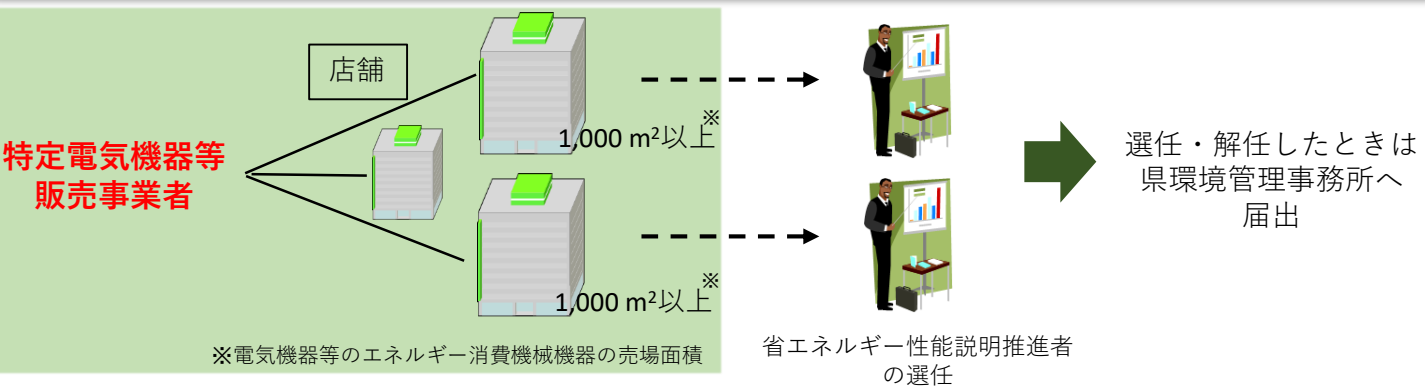 店舗
特定電気機器等
販売事業者
※
1,000 m²以上
※
1,000 m²以上
※電気機器等のエネルギー消費機械機器の売場面積
省エネルギー性能説明推進者
の選任
選任・解任したときは
県環境管理事務所へ
届出